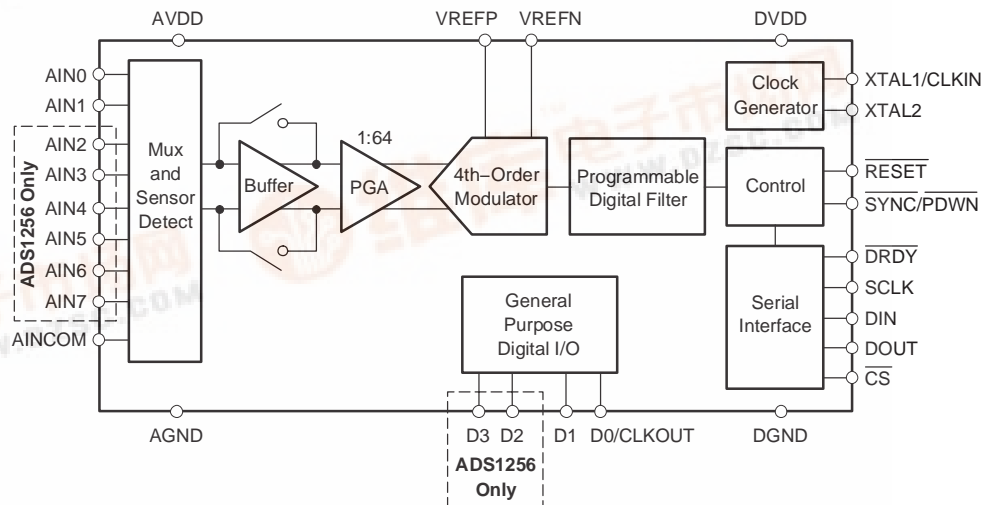 AVDD
VREFP
VREFN
DVDD
AIN0
AIN1
AIN2
AIN3
AIN4
AIN5
AIN6
AIN7
AINCOM
ADS1256 Only
Mux
and
Sensor
Detect
Buffer
1:64
PGA
4th–Order
Modulator
Programmable
Digital Filter
Clock
Generator
XTAL1/CLKIN
XTAL2
Control
RESET
SYNC/PDWN
General
Purpose
Digital I/O
Serial
Interface
DRDY
SCLK
DIN
DOUT
CS
AGND
D3
D2
D1
D0/CLKOUT
DGND
ADS1256
Only